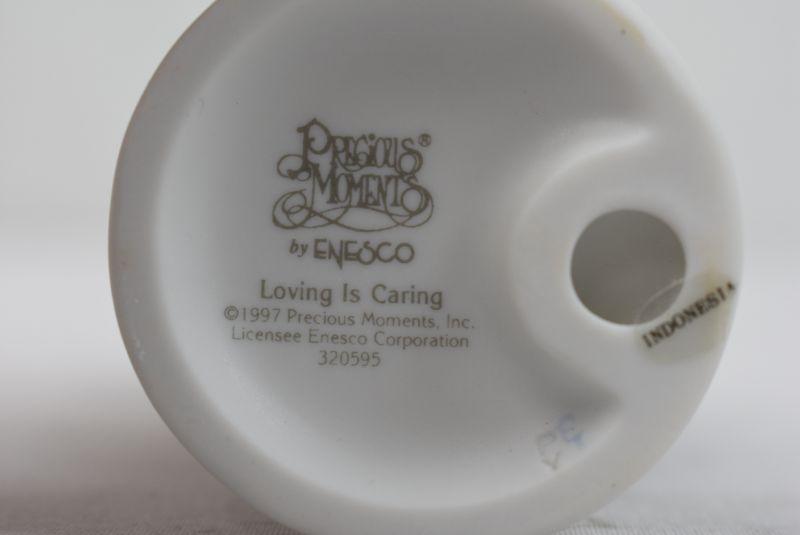 PRECIOUS®
MOMENTS
by ENESCO
Loving Is Caring
©1997 Precious Moments, Inc.
Licensee Enesco Corporation
320595
INDONESIA